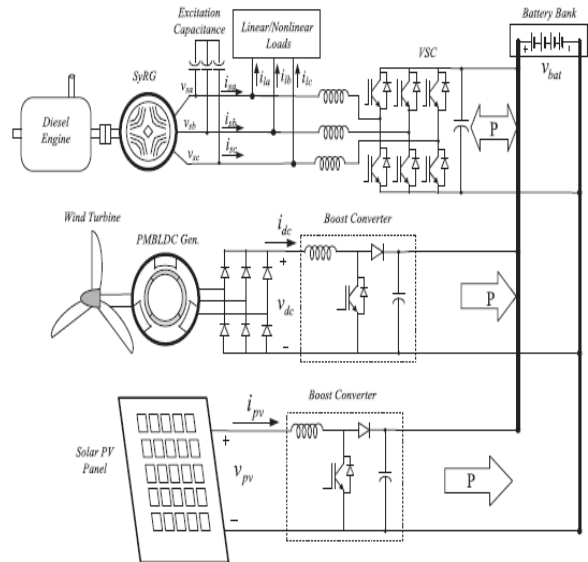 Excitation
Capacitance
Linear/Nonlinear
Loads
VSC
Battery Bank
+
-
v_bat
SyRG
Diesel
Engine
v_sa
v_sb
v_sc
i_sa
i_sb
i_sc
i_la
i_lb
i_lc
P
Wind Turbine
PMBLDC Gen.
i_dc
Boost Converter
+
v_dc
-
P
Solar PV
Panel
i_pv
Boost Converter
+
v_pv
-
P